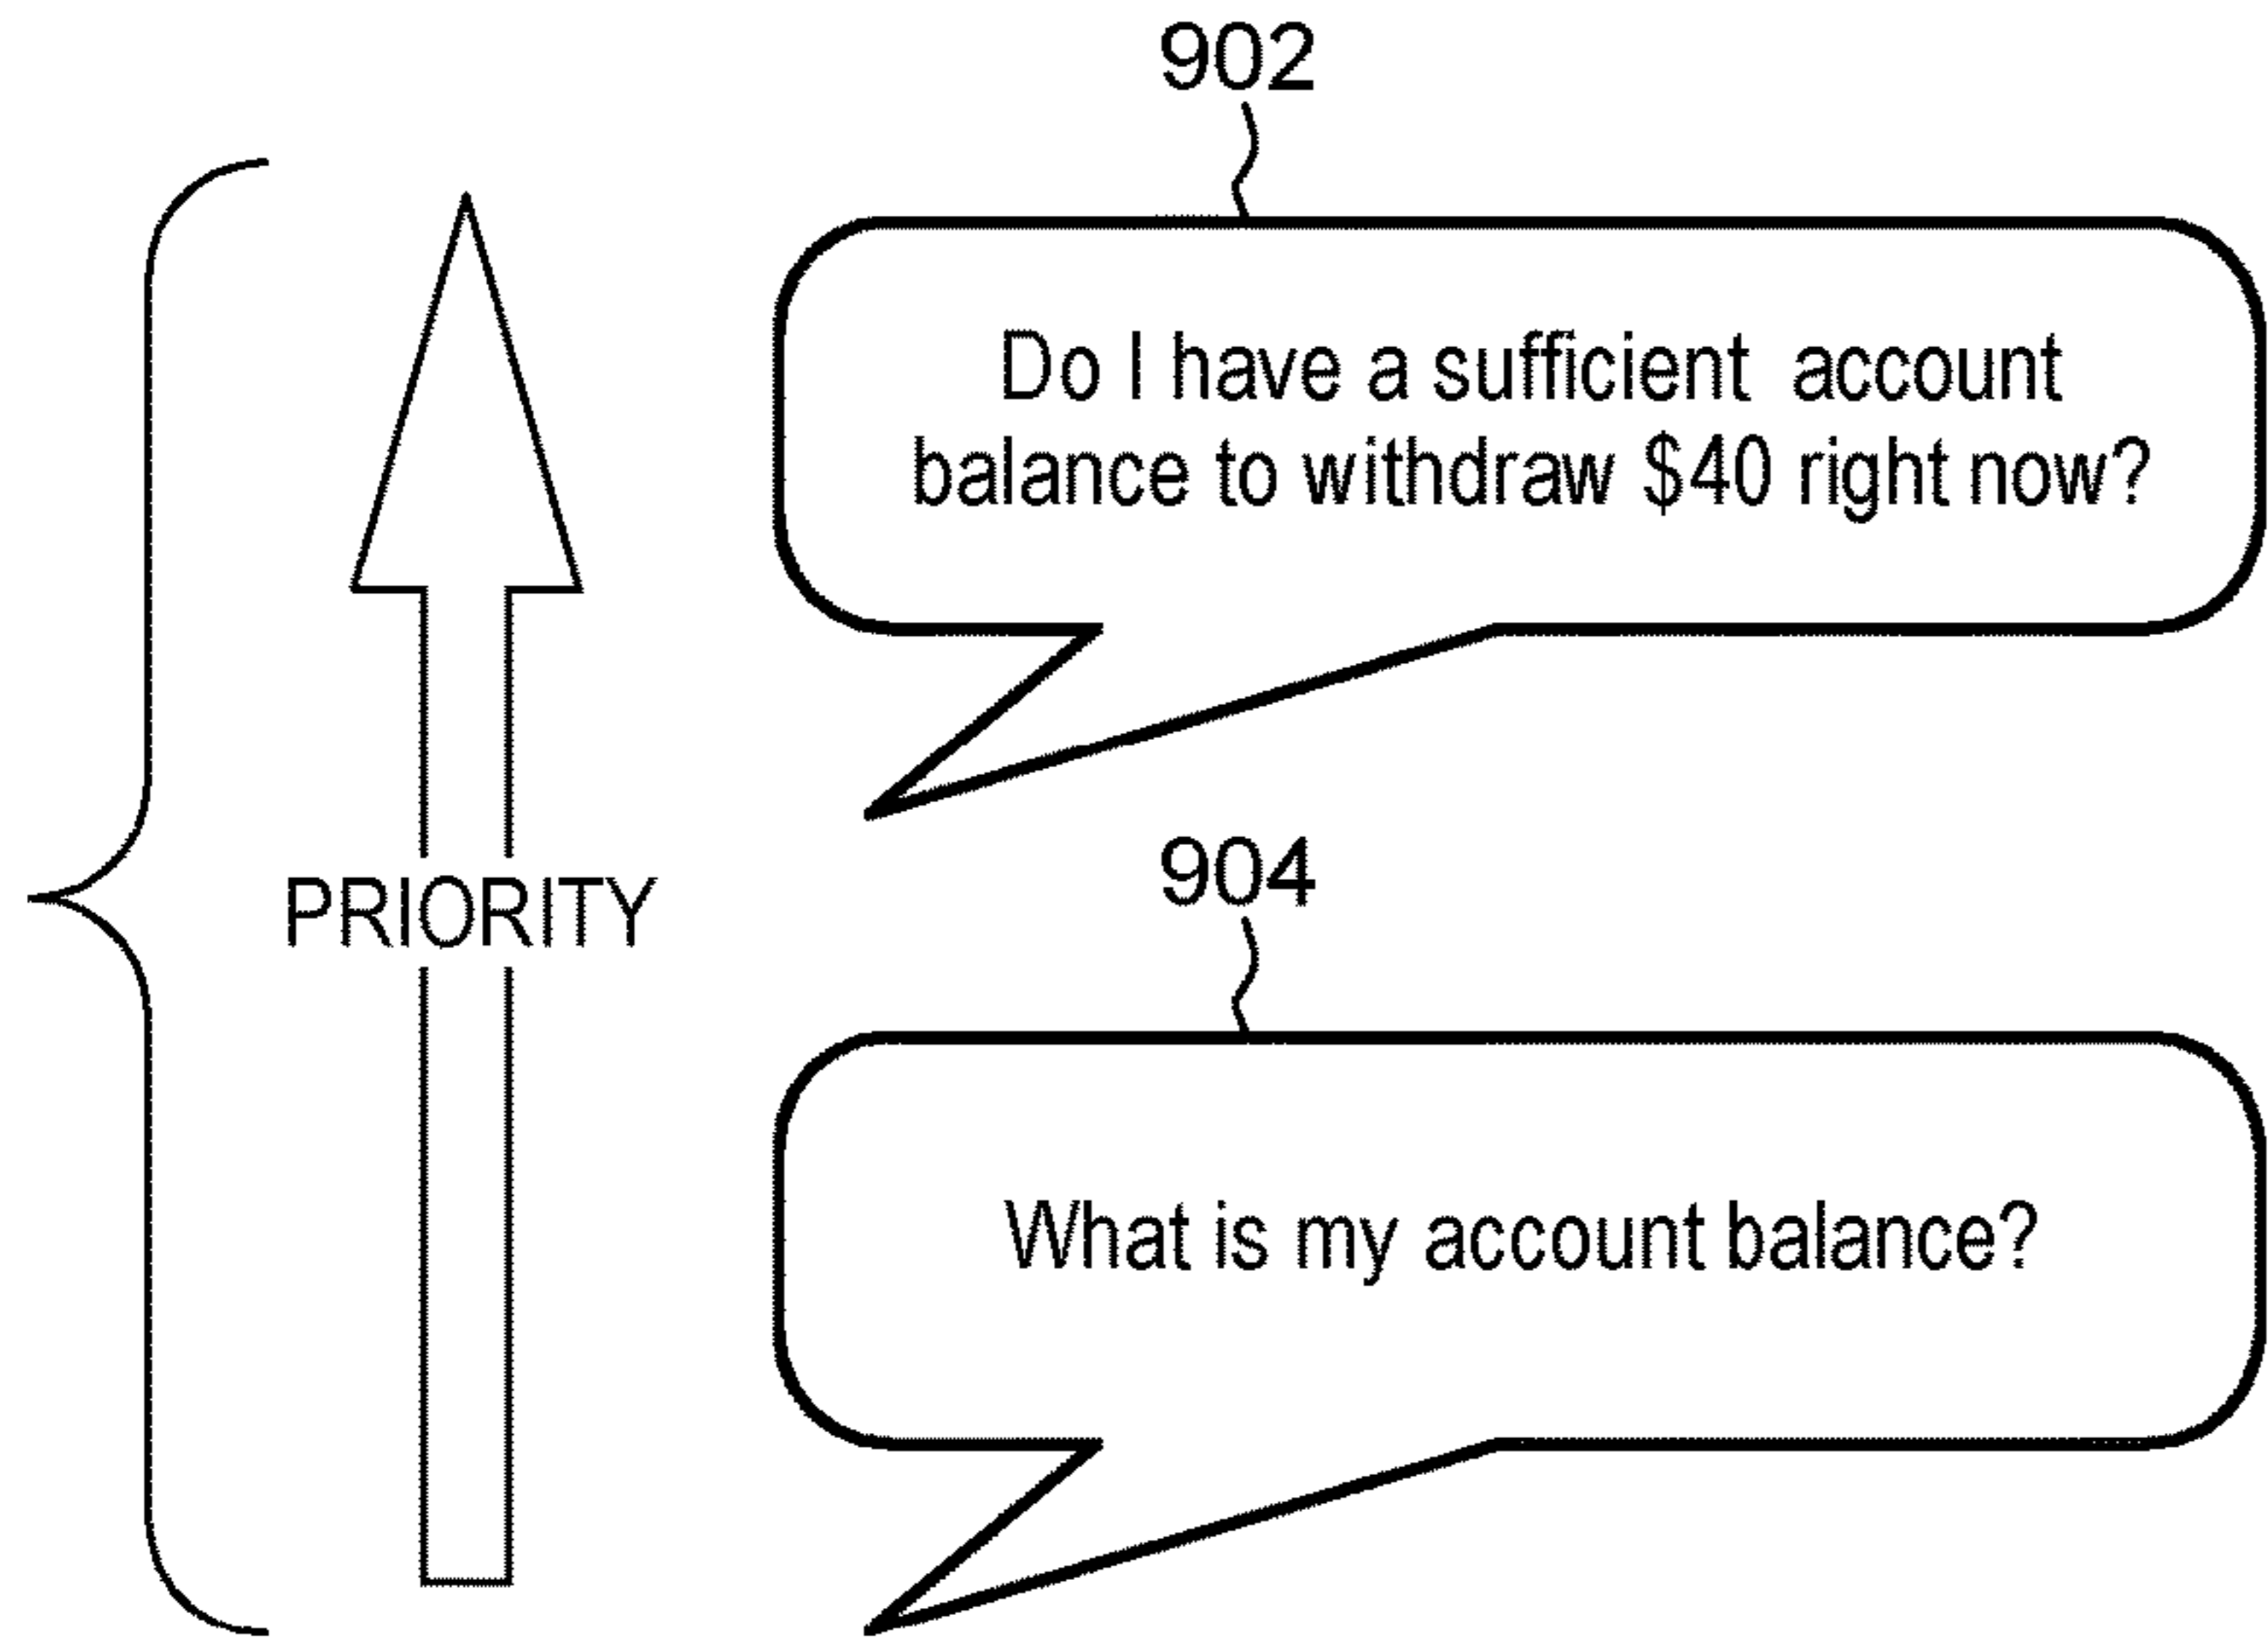 902
Do I have a sufficient account
balance to withdraw $40 right now?
PRIORITY
904
What is my account balance?